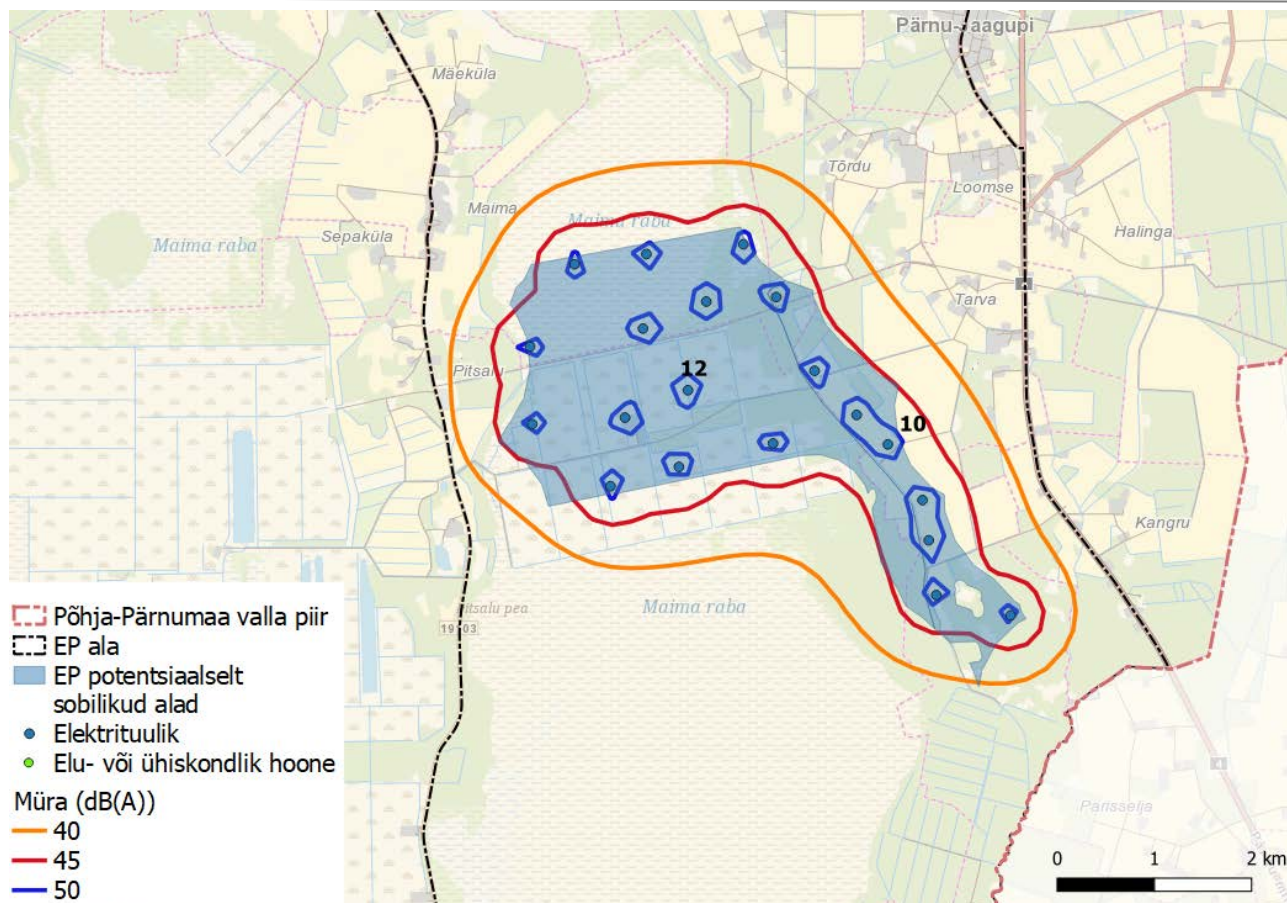 Pärnu-Jaagupi
Mäeküla
Tõrdu
Loomse
Maima
Maima raba
Halinga
Sepaküla
Maima raba
Tarva
4
Pitsalu
12
10
Kangru
Maima raba
Pitsalu pea
19103
4
Parisselja
Põhja-Pärnumaa valla piir
EP ala
EP potentsiaalselt
sobilikud alad
Elektrituulik
Elu- või ühiskondlik hoone
Müra (dB(A))
40
45
50
0 1 2 km